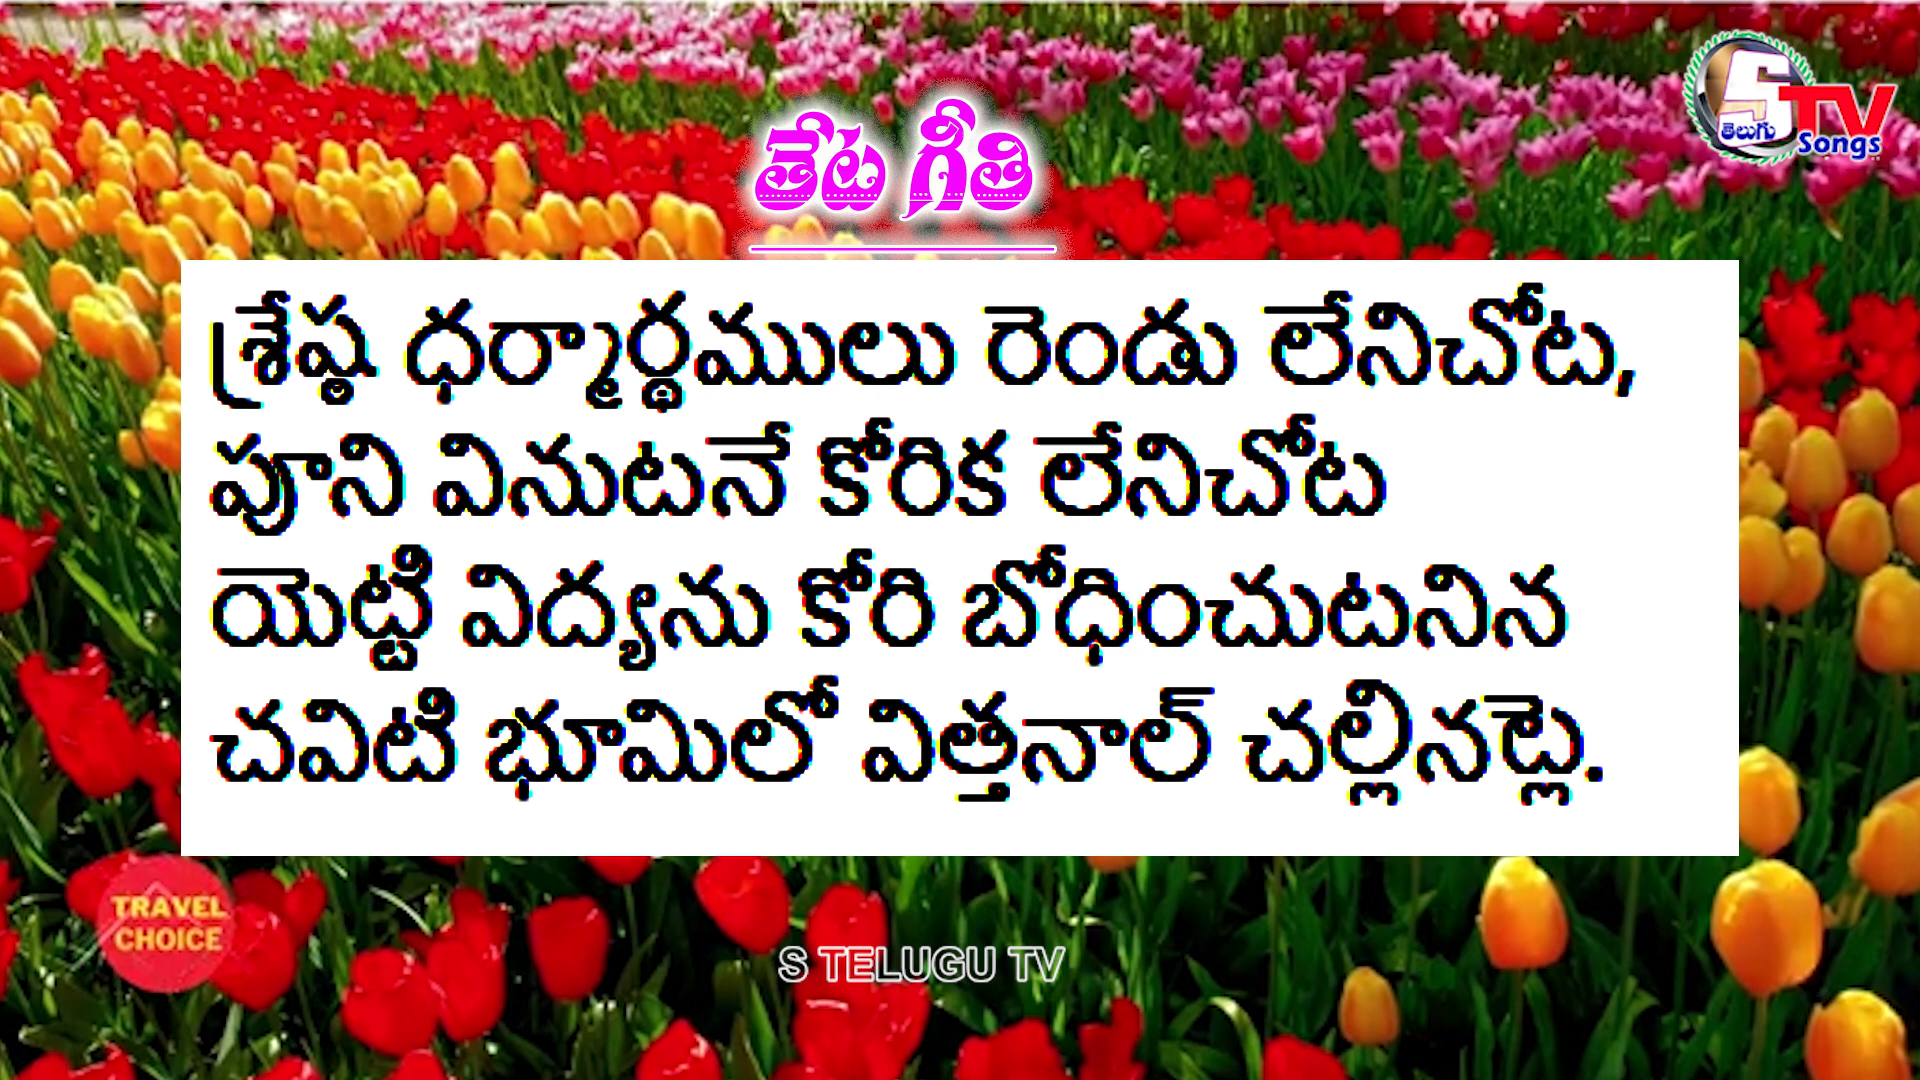 S TV
తెలుగు Songs
తేట గీతి
శ్రేష్ఠ ధర్మార్థములు రెండు లేనిచోట,
పూని వినుటనే కోరిక లేనిచోట
యెట్టి విద్యను కోరి బోధించుటనిన
చవిటి భూమిలో విత్తనాల్ చల్లినట్లె.
TRAVEL
CHOICE
S TELUGU TV